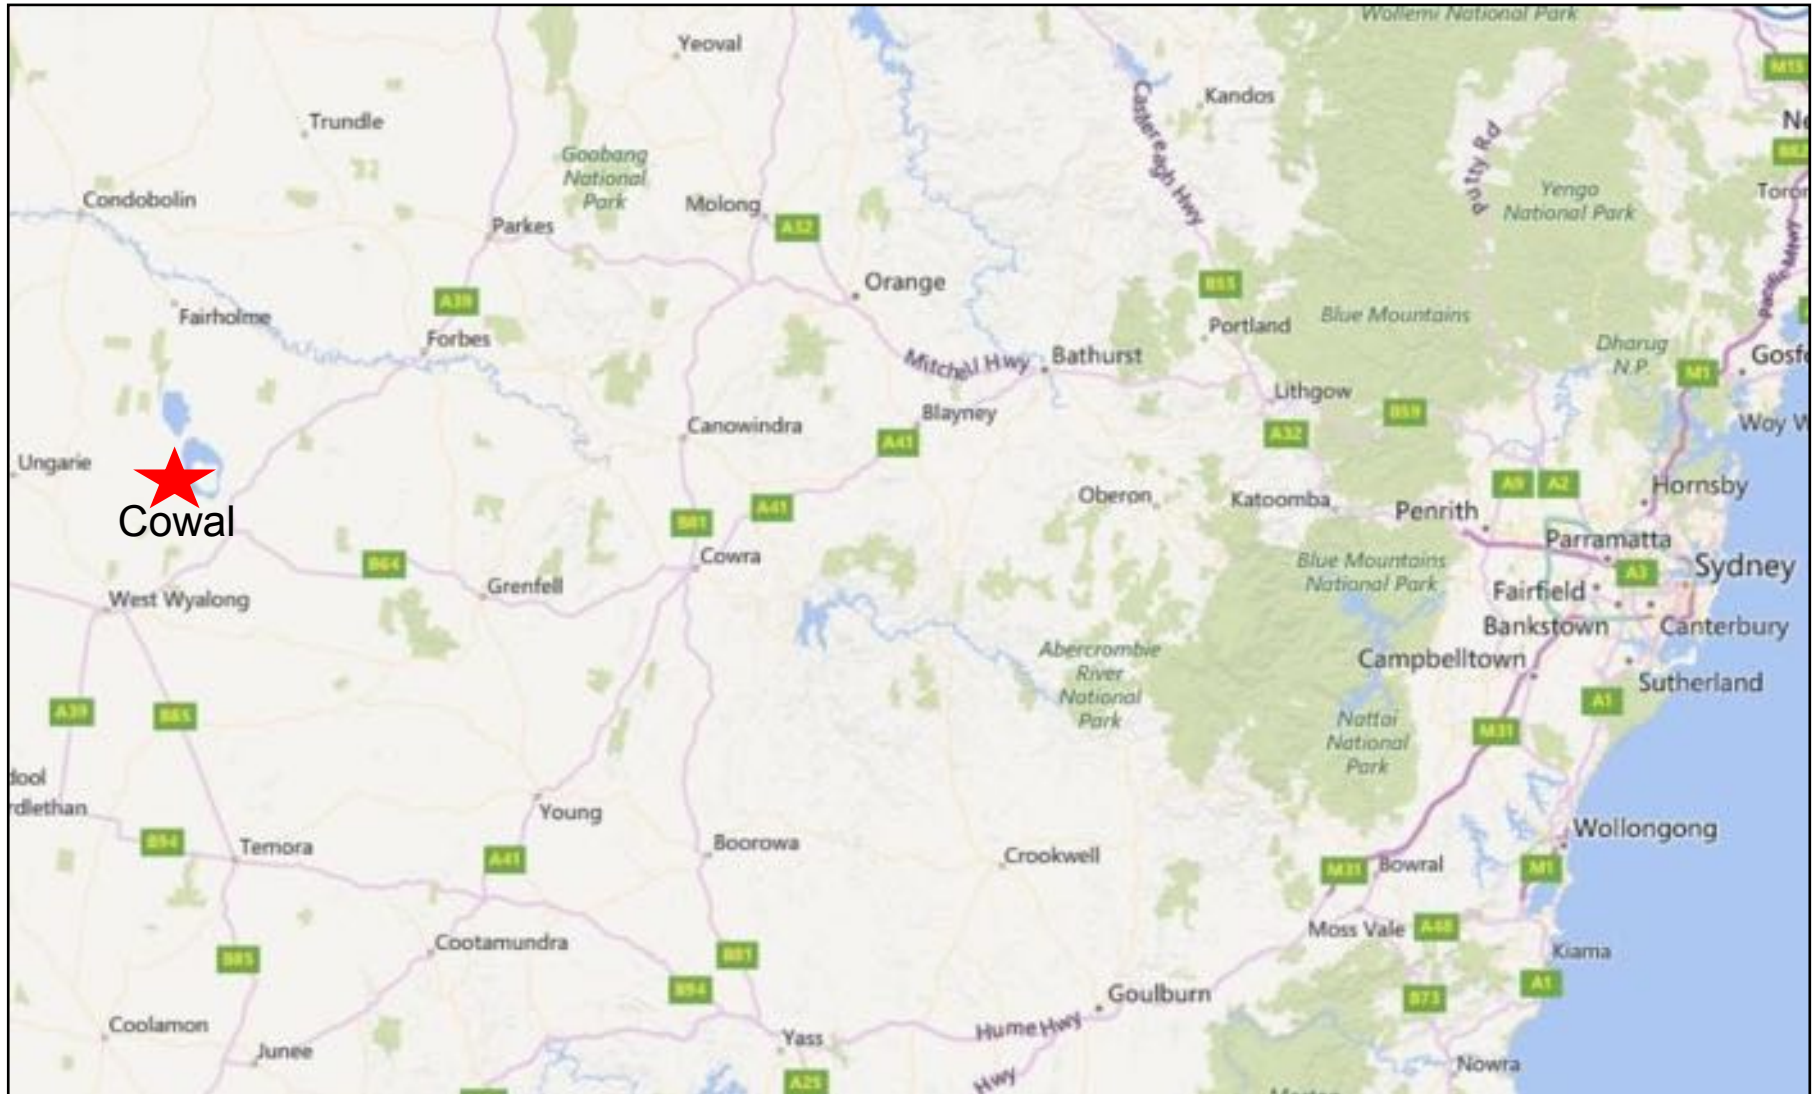 Wollemi National Park
Yeoval
M15
Kandos
Trundle
Castlereagh Hwy
Putty Rd
Goobang
National
Park
Yengo
National Park
Condobolin
Molong
Parkes
A32
Pacific Mwy
Orange
B55
A39
Fairholme
Blue Mountains
Portland
Forbes
Dharug
N.P.
Mitchell Hwy
Bathurst
M1
Lithgow
Blayney
B59
Canowindra
A41
A32
Ungarie
A9
A2
Hornsby
Oberon
Katoomba
A41
Penrith
Cowal
B81
Parramatta
Cowra
B64
Blue Mountains
National Park
A3
Sydney
Grenfell
Fairfield
West Wyalong
Bankstown
Canterbury
Abercrombie
River
National
Park
Campbelltown
Sutherland
A39
B85
A1
Nattai
National
Park
M31
Young
Wollongong
B94
Temora
A41
Boorowa
Crookwell
M31
Bowral
M1
Moss Vale
A48
Cootamundra
Kiama
B85
B81
B94
Goulburn
B73
A1
Coolamon
Hume Hwy
Yass
Junee
Nowra
A25
Hwy